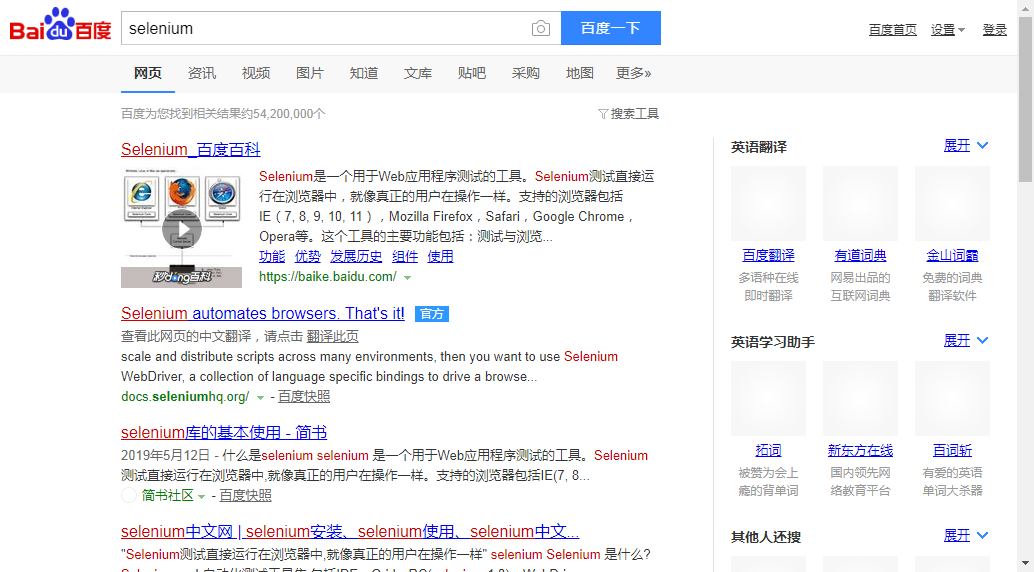 Bai du 百度 selenium 百度一下 百度首页 设置 登录
网页 资讯 视频 图片 知道 文库 贴吧 采购 地图 更多»
百度为您找到相关结果约54,200,000个 搜索工具
Selenium_百度百科
Selenium是一个用于Web应用程序测试的工具。Selenium测试直接运
行在浏览器中，就像真正的用户在操作一样。支持的浏览器包括
IE（7, 8, 9, 10, 11），Mozilla Firefox，Safari，Google Chrome，
Opera等。这个工具的主要功能包括：测试与浏览...
功能 优势 发展历史 组件 使用
秒dǒng百科
https://baike.baidu.com/
Selenium automates browsers. That's it! 官方
查看此网页的中文翻译，请点击 翻译此页
scale and distribute scripts across many environments, then you want to use Selenium
WebDriver, a collection of language specific bindings to drive a browse...
docs.seleniumhq.org/ - 百度快照
selenium库的基本使用 - 简书
2019年5月12日 - 什么是selenium selenium 是一个用于Web应用程序测试的工具。Selenium
测试直接运行在浏览器中,就像真正的用户在操作一样。支持的浏览器包括IE(7, 8...
简书社区 - 百度快照
selenium中文网 | selenium安装、selenium使用、selenium中文...
"Selenium测试直接运行在浏览器中,就像真正的用户在操作一样" selenium Selenium 是什么?
英语翻译 展开
百度翻译 有道词典 金山词霸
多语种在线 网易出品的 免费的词典
即时翻译 互联网词典 翻译软件
英语学习助手 展开
拓词 新东方在线 百词斩
被赞为会上 国内领先网 有爱的英语
瘾的背单词 络教育平台 单词大杀器
其他人还搜 展开